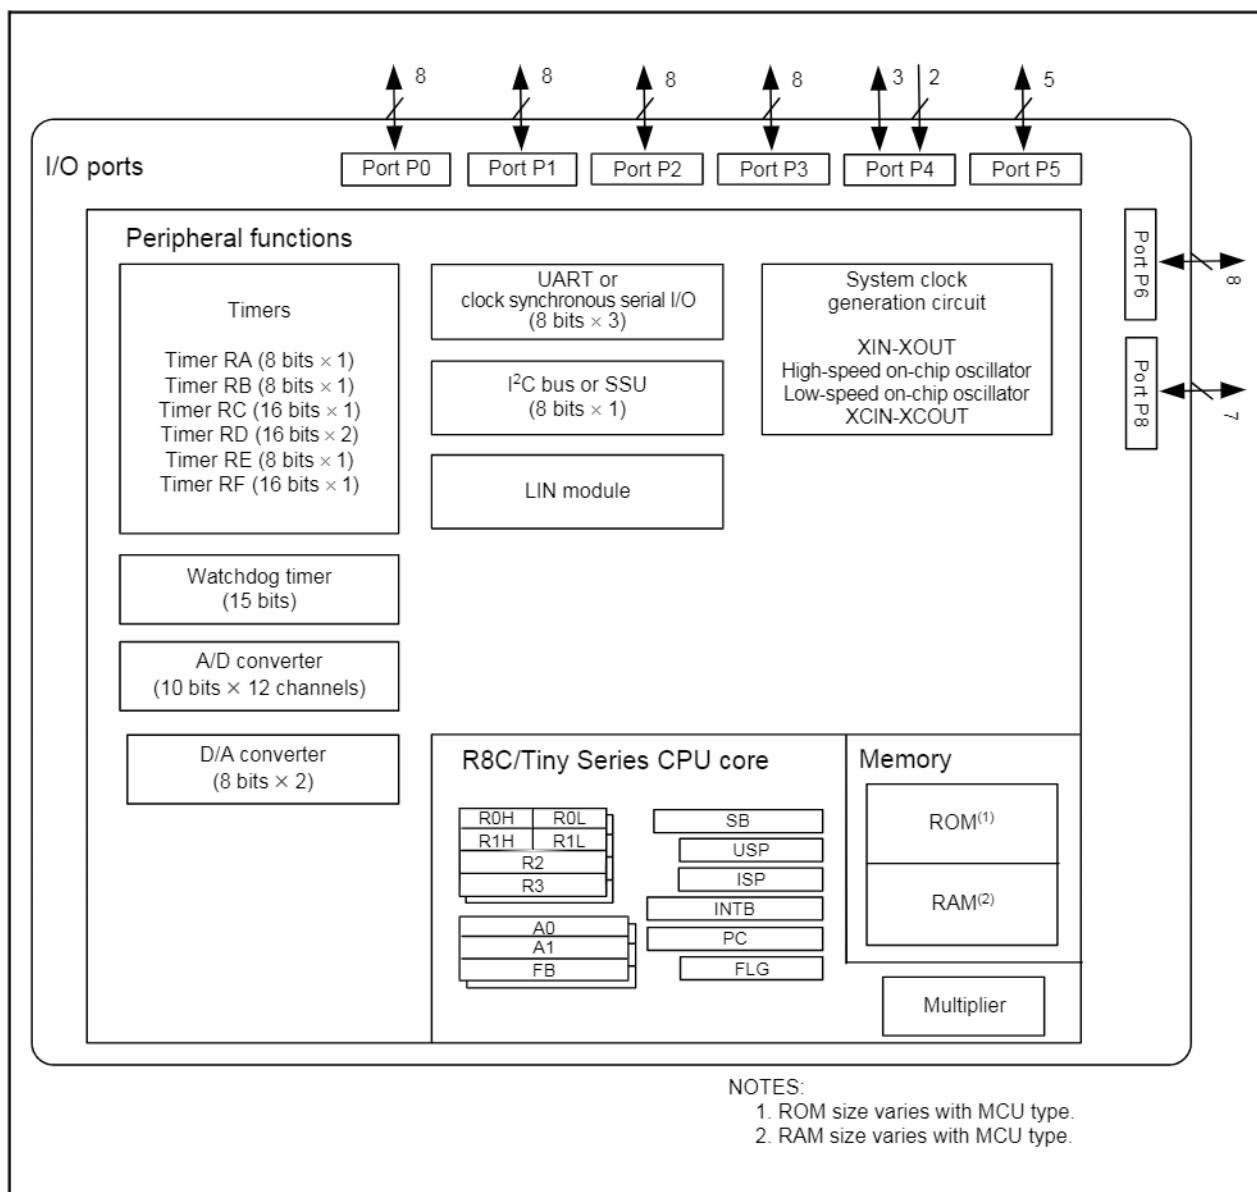 8 8 8 8 3 2 5
I/O ports
Port P0 Port P1 Port P2 Port P3 Port P4 Port P5
Port P6
8
Port P8
7
Peripheral functions
Timers
Timer RA (8 bits × 1)
Timer RB (8 bits × 1)
Timer RC (16 bits × 1)
Timer RD (16 bits × 2)
Timer RE (8 bits × 1)
Timer RF (16 bits × 1)
UART or
clock synchronous serial I/O
(8 bits × 3)
I²C bus or SSU
(8 bits × 1)
LIN module
System clock
generation circuit
XIN-XOUT
High-speed on-chip oscillator
Low-speed on-chip oscillator
XCIN-XCOUT
Watchdog timer
(15 bits)
A/D converter
(10 bits × 12 channels)
D/A converter
(8 bits × 2)
R8C/Tiny Series CPU core
R0H R0L
R1H R1L
R2
R3
A0
A1
FB
SB
USP
ISP
INTB
PC
FLG
Memory
ROM(1)
RAM(2)
Multiplier
NOTES:
1. ROM size varies with MCU type.
2. RAM size varies with MCU type.